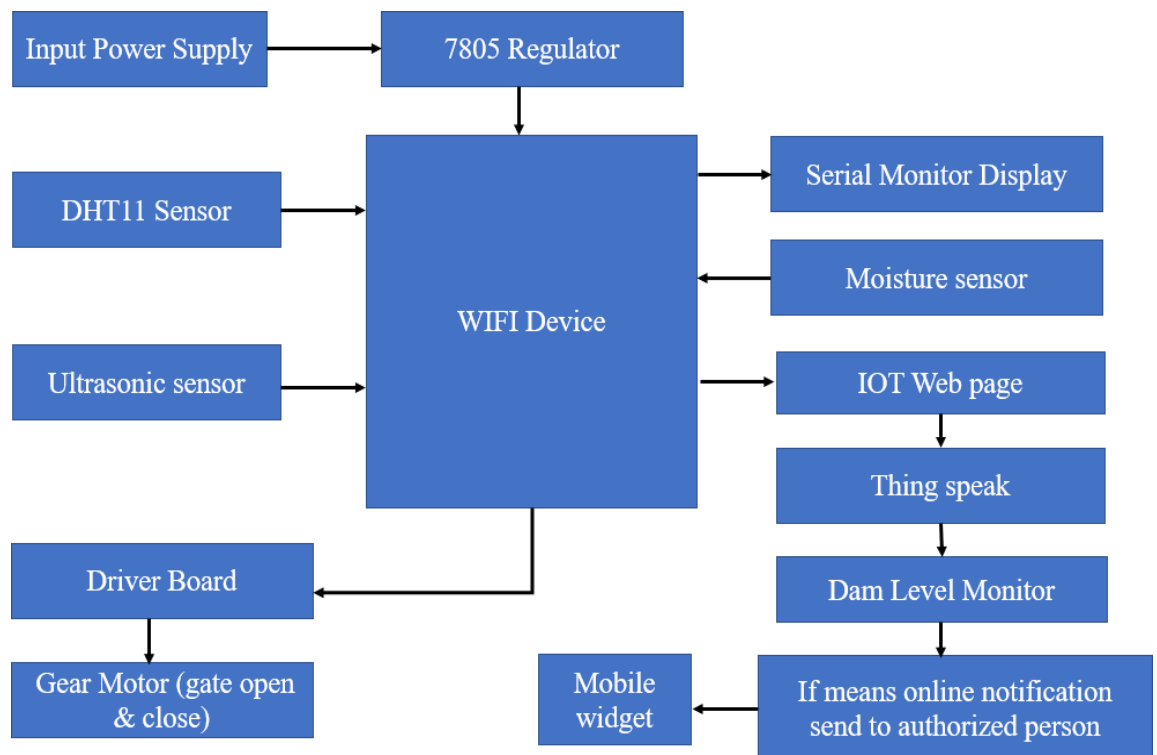 Input Power Supply
7805 Regulator
DHT11 Sensor
Serial Monitor Display
Moisture sensor
WIFI Device
Ultrasonic sensor
IOT Web page
Thing speak
Driver Board
Dam Level Monitor
Gear Motor (gate open
& close)
Mobile
widget
If means online notification
send to authorized person